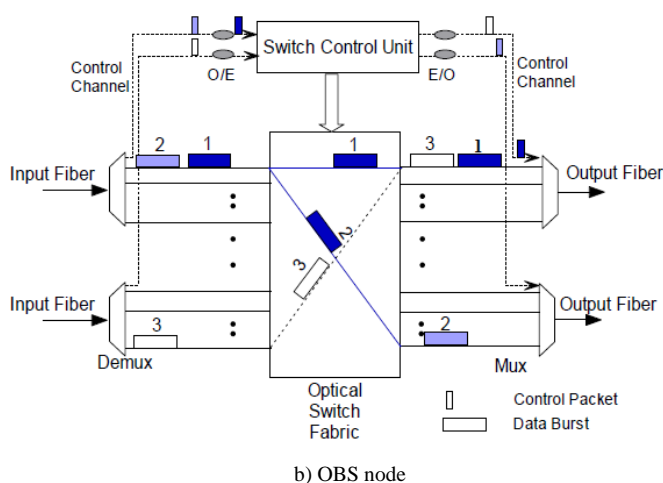 Switch Control Unit
Control
Channel
O/E
E/O
Control
Channel
2
1
1
3
1
Input Fiber
Output Fiber
2
3
Input Fiber
Output Fiber
3
2
Demux
Mux
Optical
Switch
Fabric
Control Packet
Data Burst
b) OBS node